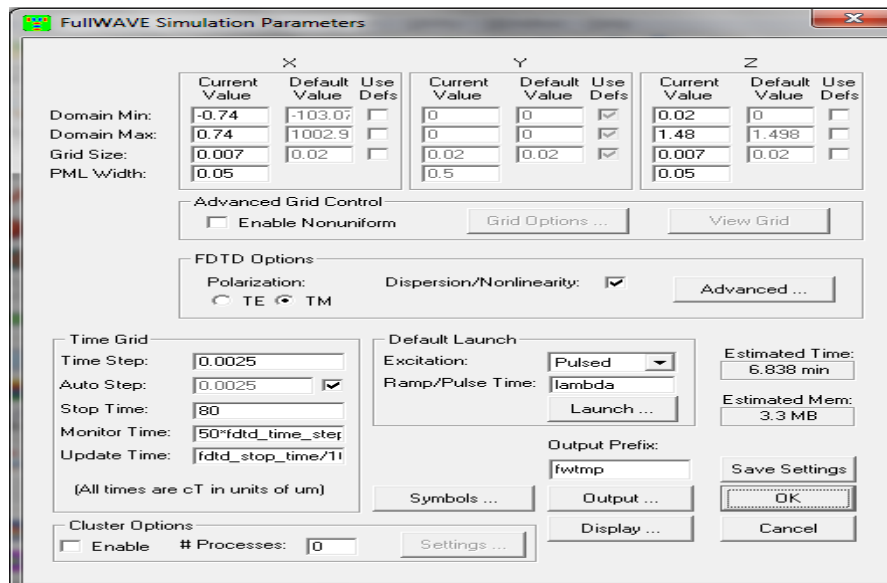 FullWAVE Simulation Parameters
X Y Z
Current Value Default Value Use Defs Current Value Default Value Use Defs Current Value Default Value Use Defs
Domain Min: -0.74 -103.07 0 0 0.02 0
Domain Max: 0.74 1002.9 0 0 1.48 1.498
Grid Size: 0.007 0.02 0.02 0.02 0.007 0.02
PML Width: 0.05 0.5 0.05
Advanced Grid Control
Enable Nonuniform Grid Options ... View Grid
FDTD Options
Polarization: Dispersion/Nonlinearity: Advanced ...
TE TM
Time Grid
Time Step: 0.0025
Auto Step: 0.0025
Stop Time: 80
Monitor Time: 50*fdtd_time_step
Update Time: fdtd_stop_time/10
(All times are cT in units of um)
Default Launch
Excitation: Pulsed
Ramp/Pulse Time: lambda
Launch ...
Estimated Time:
6.838 min
Estimated Mem:
3.3 MB
Output Prefix:
fwtmp
Save Settings
Symbols ... Output ... OK
Display ... Cancel
Cluster Options
Enable # Processes: 0 Settings ...